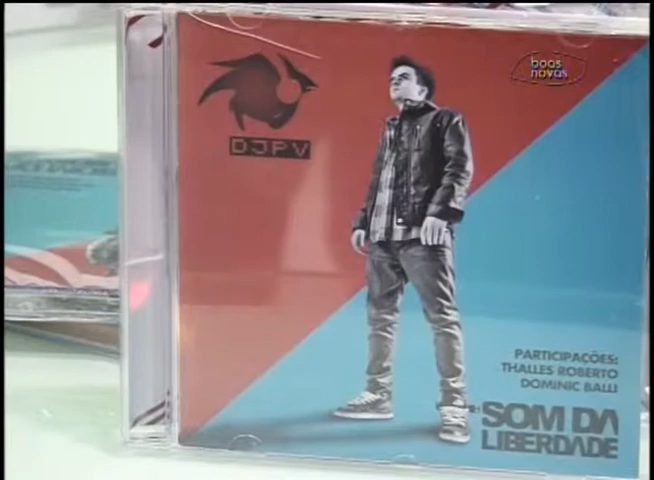 boas
novas
DJPV
PARTICIPAÇÕES:
THALLES ROBERTO
DOMINIC BALLI
SOM DA
LIBERDADE